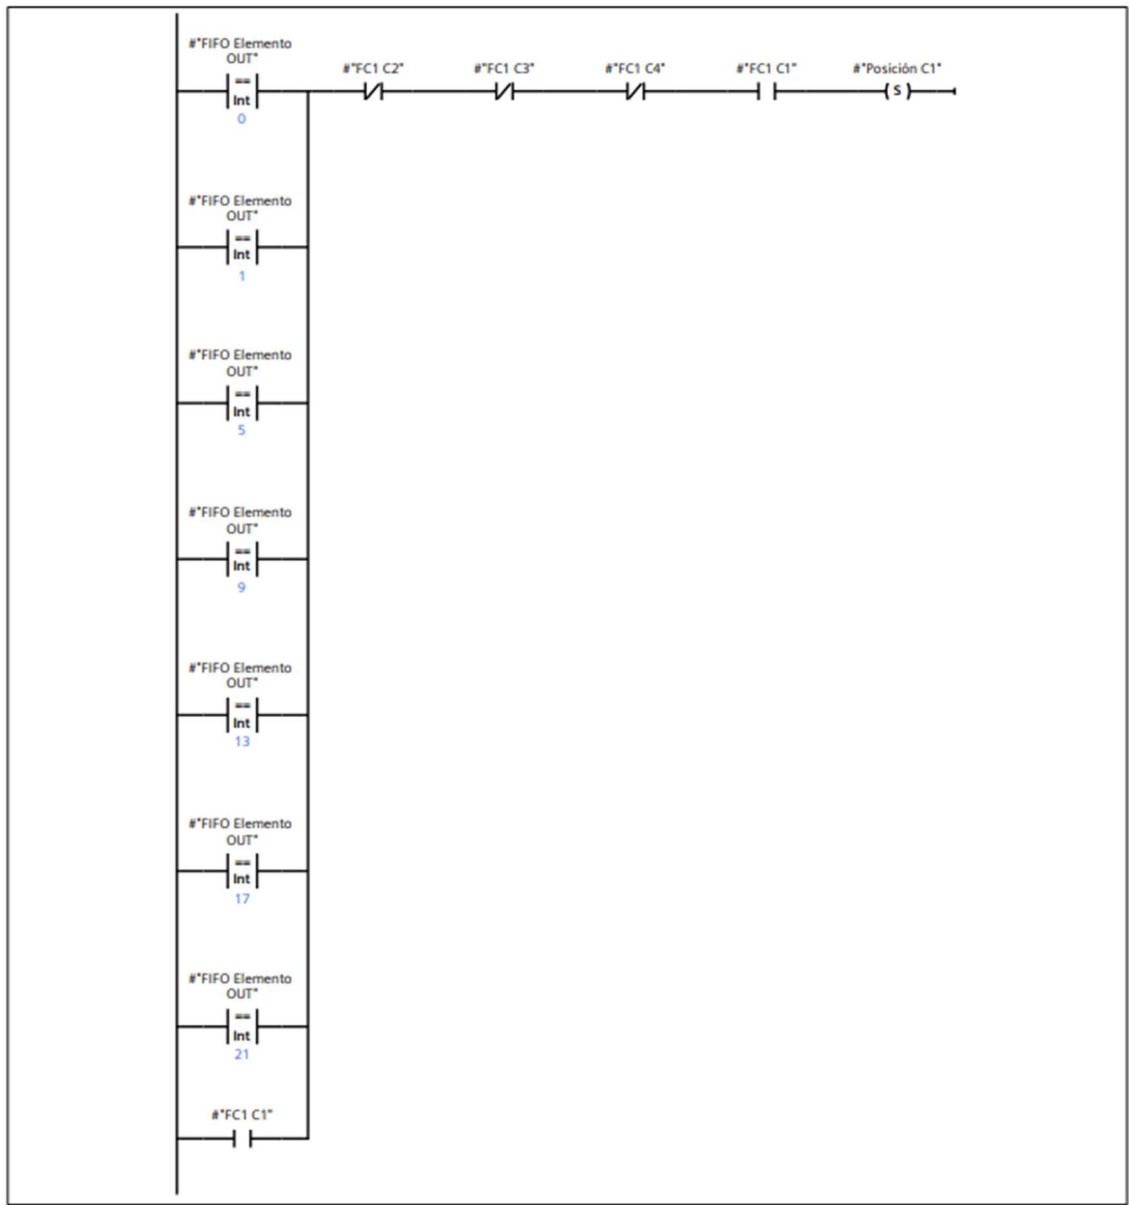 #"FIFO Elemento
OUT"
#"FC1 C2"
#"FC1 C3"
#"FC1 C4"
#"FC1 C1"
#"Posición C1"
==
Int
S
0
#"FIFO Elemento
OUT"
==
Int
1
#"FIFO Elemento
OUT"
==
Int
5
#"FIFO Elemento
OUT"
==
Int
9
#"FIFO Elemento
OUT"
==
Int
13
#"FIFO Elemento
OUT"
==
Int
17
#"FIFO Elemento
OUT"
==
Int
21
#"FC1 C1"